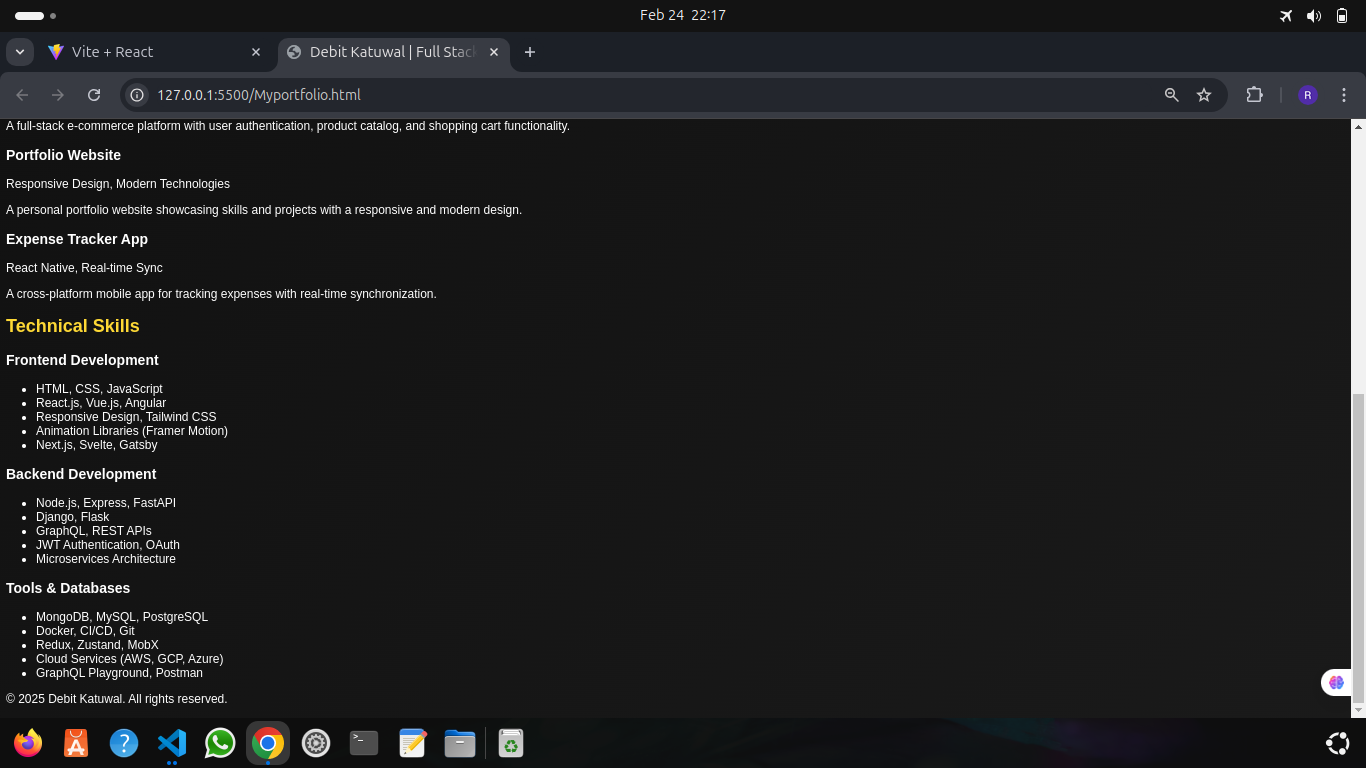 Feb 24 22:17
Vite + React
Debit Katuwal | Full Stac
127.0.0.1:5500/Myportfolio.html
R
A full-stack e-commerce platform with user authentication, product catalog, and shopping cart functionality.
Portfolio Website
Responsive Design, Modern Technologies
A personal portfolio website showcasing skills and projects with a responsive and modern design.
Expense Tracker App
React Native, Real-time Sync
A cross-platform mobile app for tracking expenses with real-time synchronization.
Technical Skills
Frontend Development
HTML, CSS, JavaScript
React.js, Vue.js, Angular
Responsive Design, Tailwind CSS
Animation Libraries (Framer Motion)
Next.js, Svelte, Gatsby
Backend Development
Node.js, Express, FastAPI
Django, Flask
GraphQL, REST APIs
JWT Authentication, OAuth
Microservices Architecture
Tools & Databases
MongoDB, MySQL, PostgreSQL
Docker, CI/CD, Git
Redux, Zustand, MobX
Cloud Services (AWS, GCP, Azure)
GraphQL Playground, Postman
© 2025 Debit Katuwal. All rights reserved.